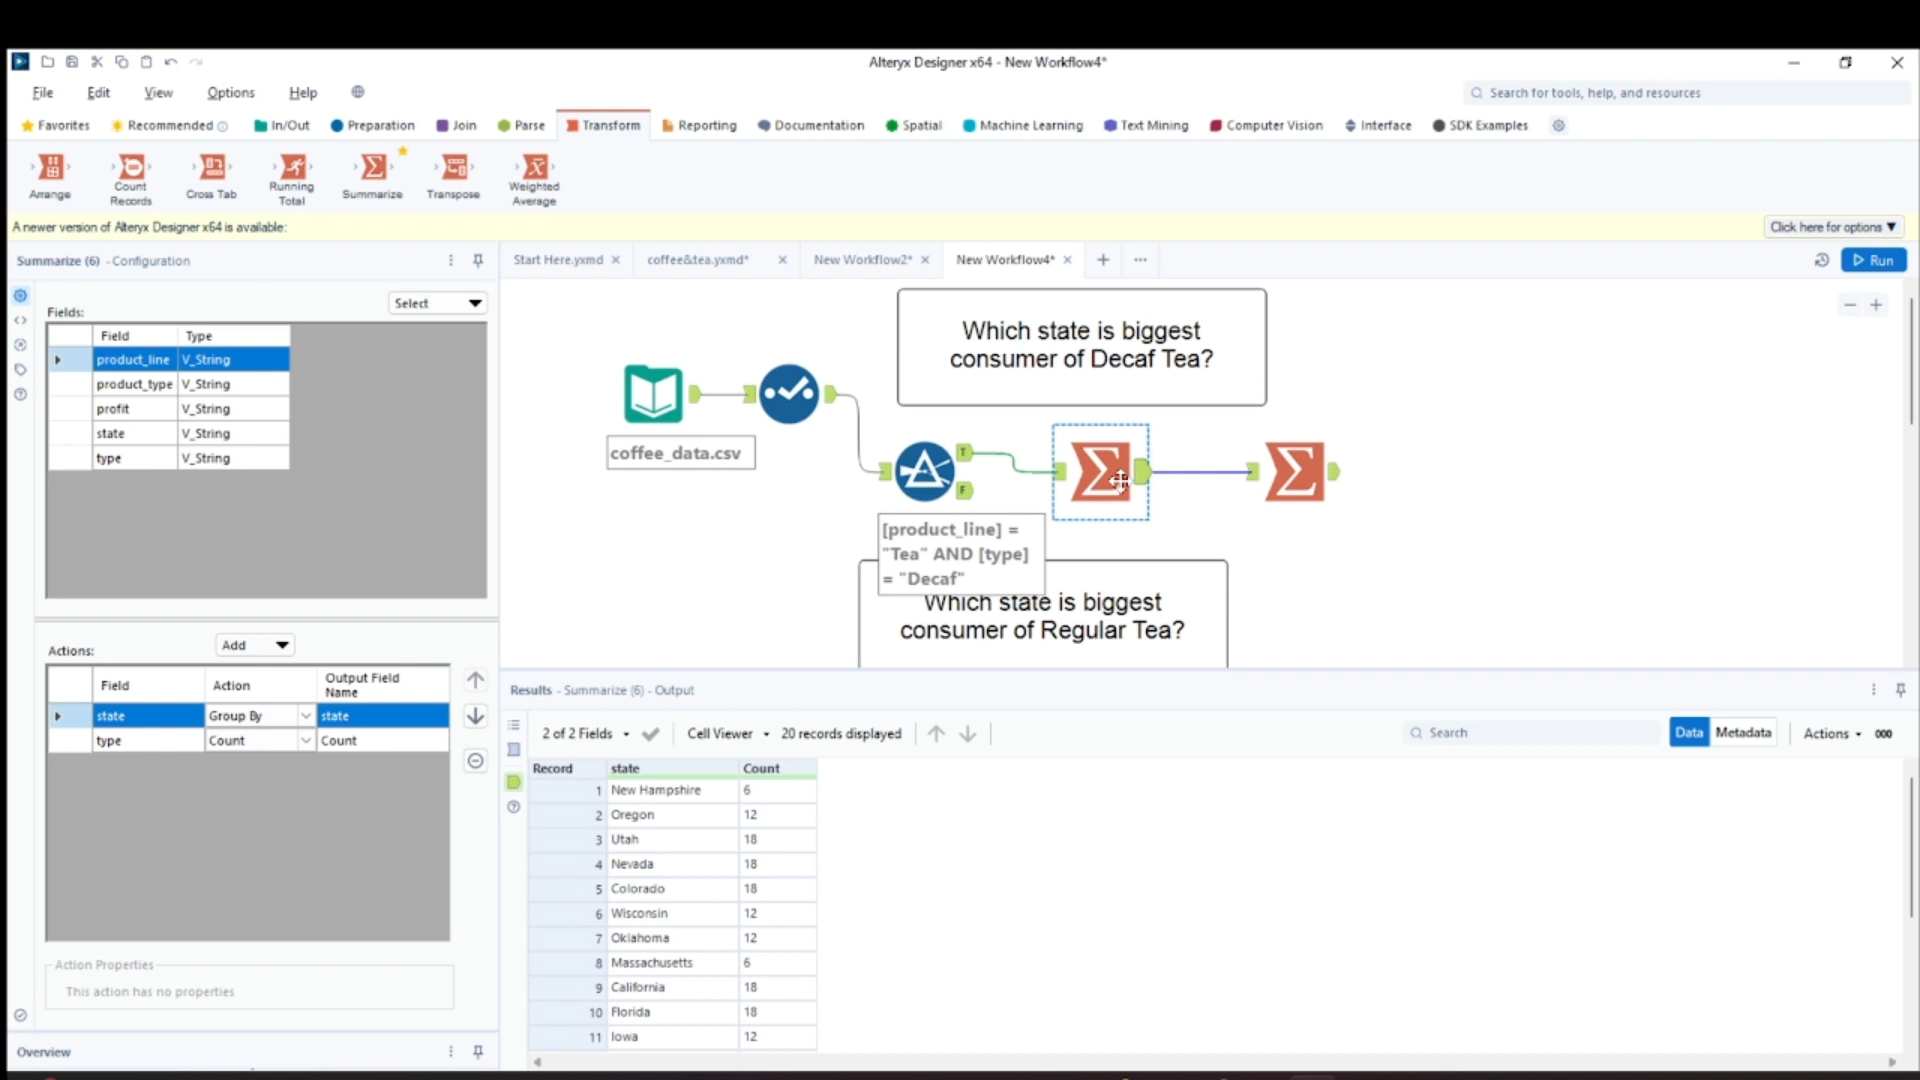 Alteryx Designer x64 - New Workflow4*
File Edit View Options Help
Search for tools, help, and resources
Favorites Recommended In/Out Preparation Join Parse Transform Reporting Documentation Spatial Machine Learning Text Mining Computer Vision Interface SDK Examples
Arrange Count Records Cross Tab Running Total Summarize Transpose Weighted Average
A newer version of Alteryx Designer x64 is available:
Click here for options ▼
Summarize (6) - Configuration
Start Here.yxmd coffee&tea.yxmd* New Workflow2* New Workflow4*
Run
Select
Fields:
Field Type
product_line V_String
product_type V_String
profit V_String
state V_String
type V_String
Which state is biggest
consumer of Decaf Tea?
coffee_data.csv
T
F
[product_line] =
"Tea" AND [type]
= "Decaf"
Which state is biggest
consumer of Regular Tea?
Add
Actions:
Field Action Output Field Name
state Group By state
type Count Count
Action Properties
This action has no properties
Overview
Results - Summarize (6) - Output
2 of 2 Fields Cell Viewer 20 records displayed
Search
Data Metadata Actions 000
Record state Count
1 New Hampshire 6
2 Oregon 12
3 Utah 18
4 Nevada 18
5 Colorado 18
6 Wisconsin 12
7 Oklahoma 12
8 Massachusetts 6
9 California 18
10 Florida 18
11 Iowa 12